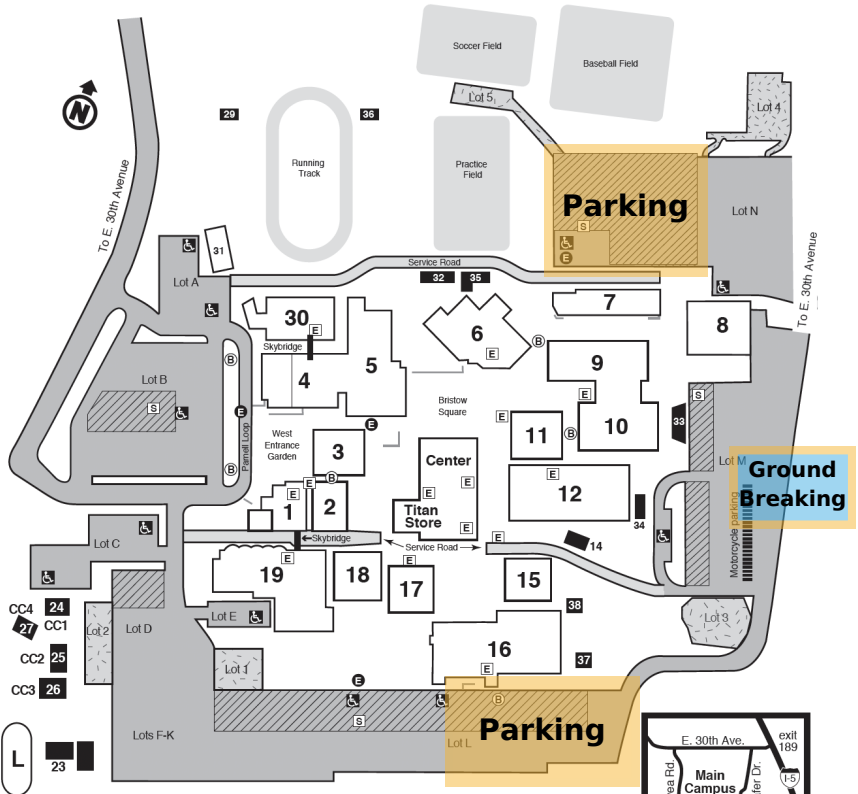 Soccer Field
Baseball Field
Lot 5
Lot 4
N
29
36
To E. 30th Avenue
Running
Track
Practice
Field
Parking
S
E
Lot N
31
Lot A
Service Road
32
35
To E. 30th Avenue
30
E
Skybridge
4
5
6
E
B
7
8
9
E
10
B
Lot B
S
E
Parnell Loop
B
West
Entrance
Garden
E
Bristow
Square
E
11
B
33
S
3
B
Center
E
E
Titan
Store
E
12
E
34
Lot M
Ground
Breaking
Motorcycle parking
1
E
E
2
←Skybridge
Service Road
E
14
Lot C
19
E
18
E
17
15
CC4
24
27
CC1
CC2
25
CC3
26
Lot 2
Lot D
Lot E
38
Lot 3
16
E
37
Lot 1
E
S
B
Parking
Lot L
Lots F-K
L
23
E. 30th Ave.
exit
189
I-5
Main
Campus